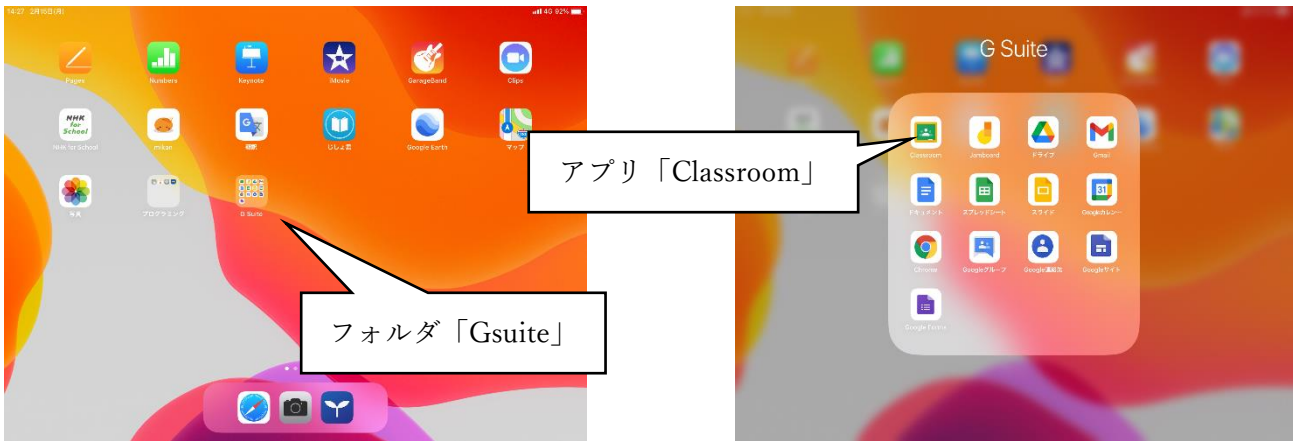 14:27 2月15日(月)
4G 92%
Pages
Numbers
Keynote
iMovie
GarageBand
Clips
NHK
for
School
NHK for School
mikan
翻訳
じしょ君
Google Earth
マップ
写真
プログラミング
G Suite
フォルダ「Gsuite」
アプリ「Classroom」
G Suite
Classroom
Jamboard
ドライブ
Gmail
ドキュメント
スプレッドシート
スライド
31
Googleカレン…
Chrome
Googleグループ
Google連絡先
Googleサイト
Google Forms